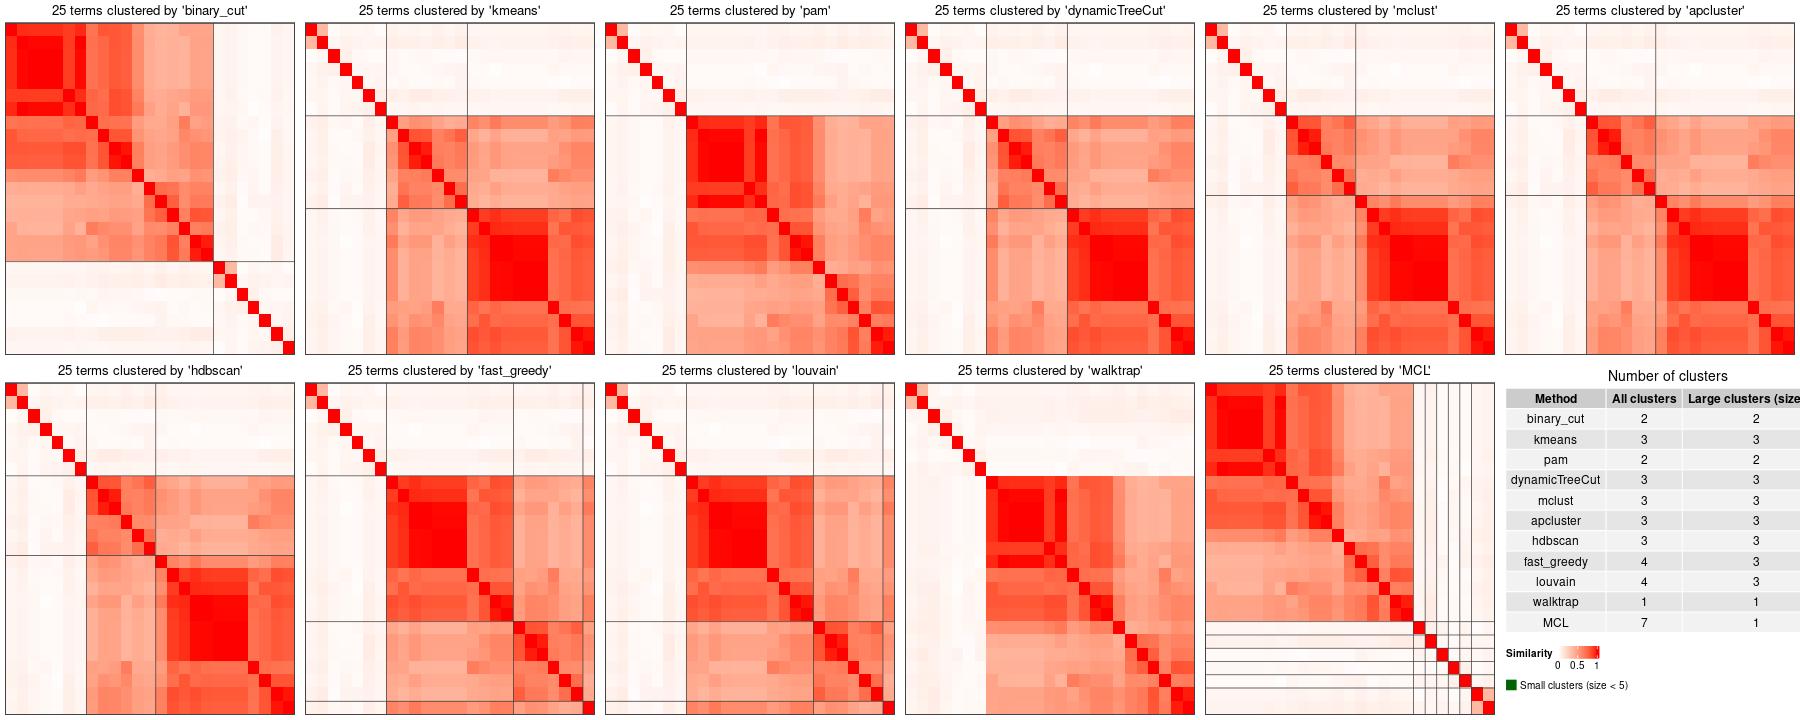 25 terms clustered by 'binary_cut'
25 terms clustered by 'kmeans'
25 terms clustered by 'pam'
25 terms clustered by 'dynamicTreeCut'
25 terms clustered by 'mclust'
25 terms clustered by 'apcluster'
25 terms clustered by 'hdbscan'
25 terms clustered by 'fast_greedy'
25 terms clustered by 'louvain'
25 terms clustered by 'walktrap'
25 terms clustered by 'MCL'
Number of clusters
Method All clusters Large clusters (size
binary_cut 2 2
kmeans 3 3
pam 2 2
dynamicTreeCut 3 3
mclust 3 3
apcluster 3 3
hdbscan 3 3
fast_greedy 4 3
louvain 4 3
walktrap 1 1
MCL 7 1
Similarity
0 0.5 1
Small clusters (size < 5)